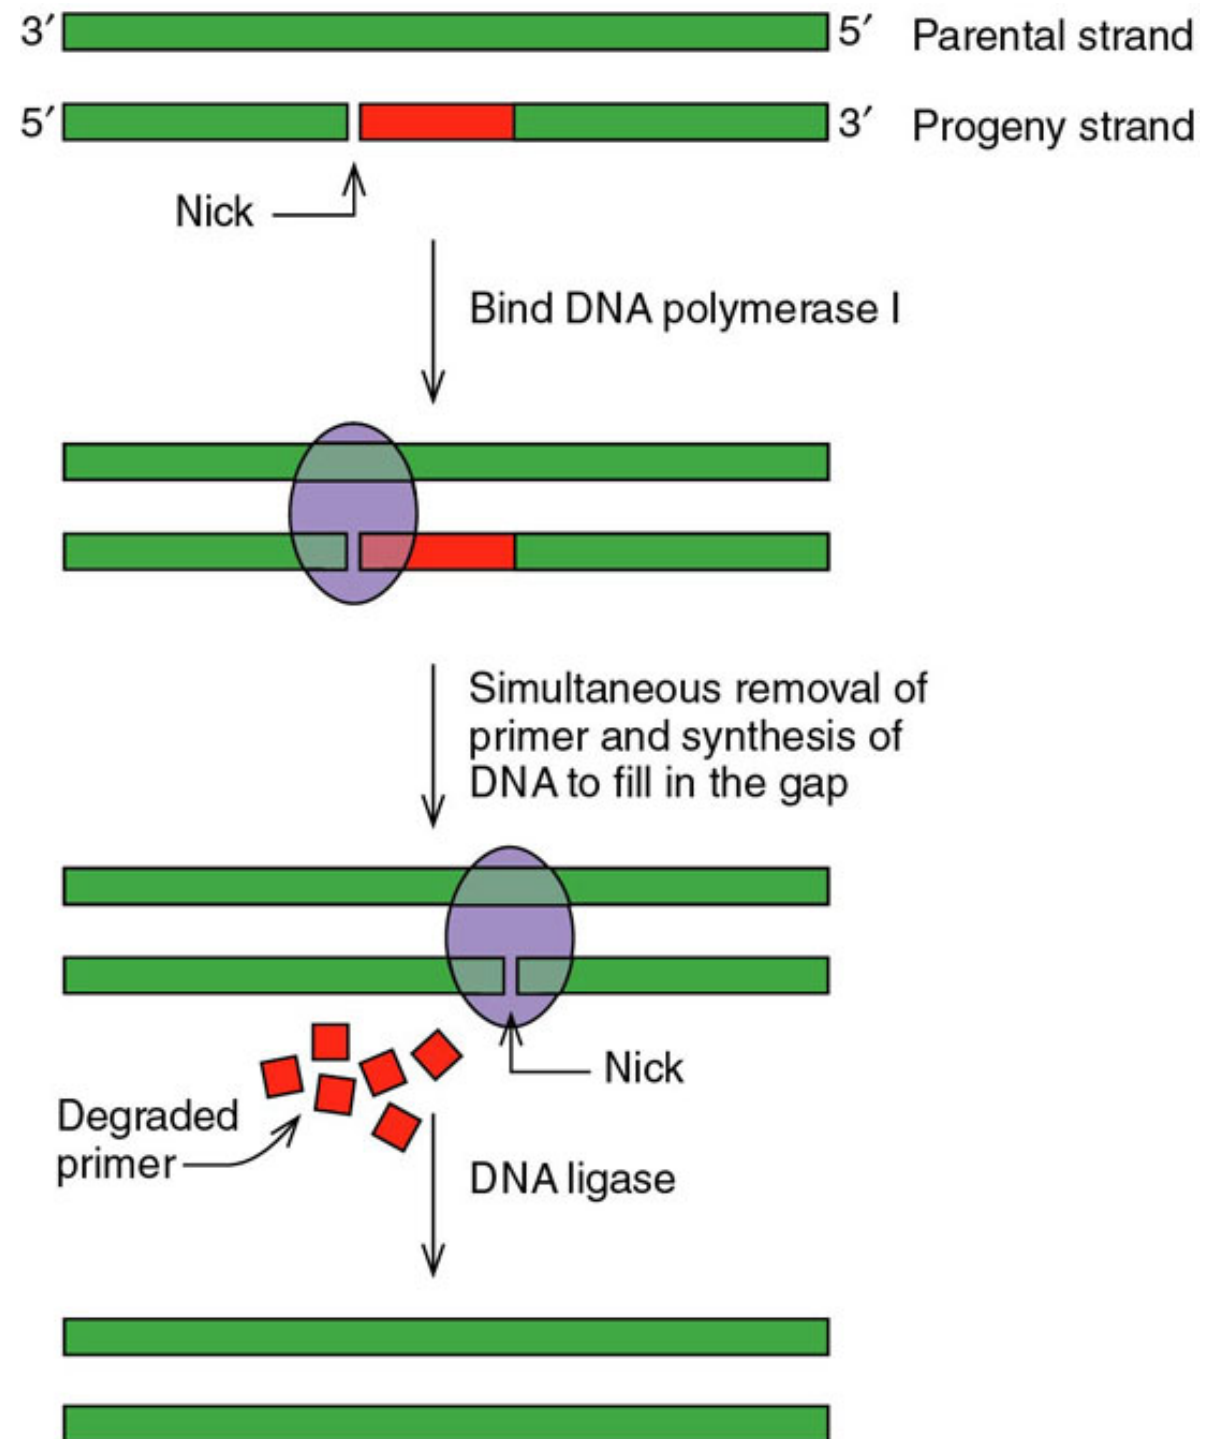 3′ 5′ Parental strand
5′ 3′ Progeny strand
Nick
Bind DNA polymerase I
Simultaneous removal of
primer and synthesis of
DNA to fill in the gap
Nick
Degraded
primer
DNA ligase